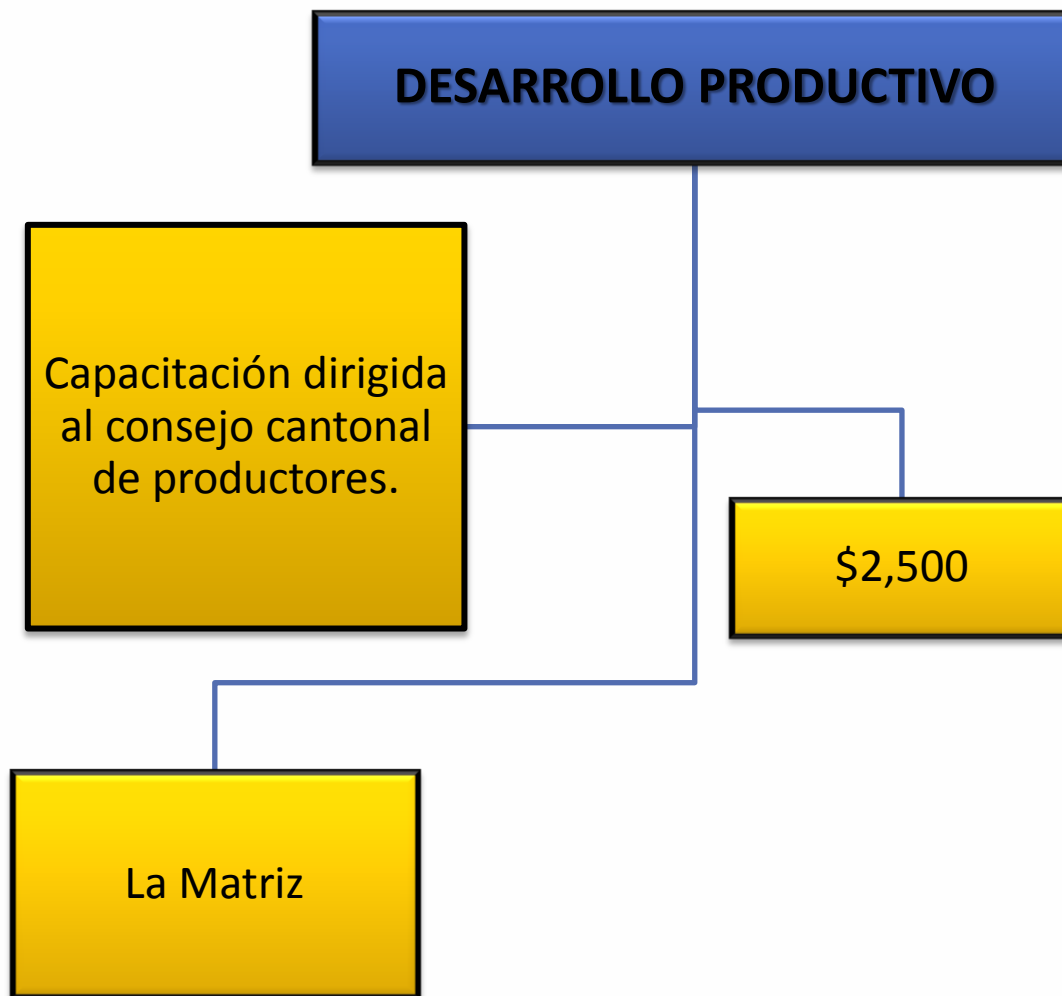 DESARROLLO PRODUCTIVO
Capacitación dirigida
al consejo cantonal
de productores.
$2,500
La Matriz